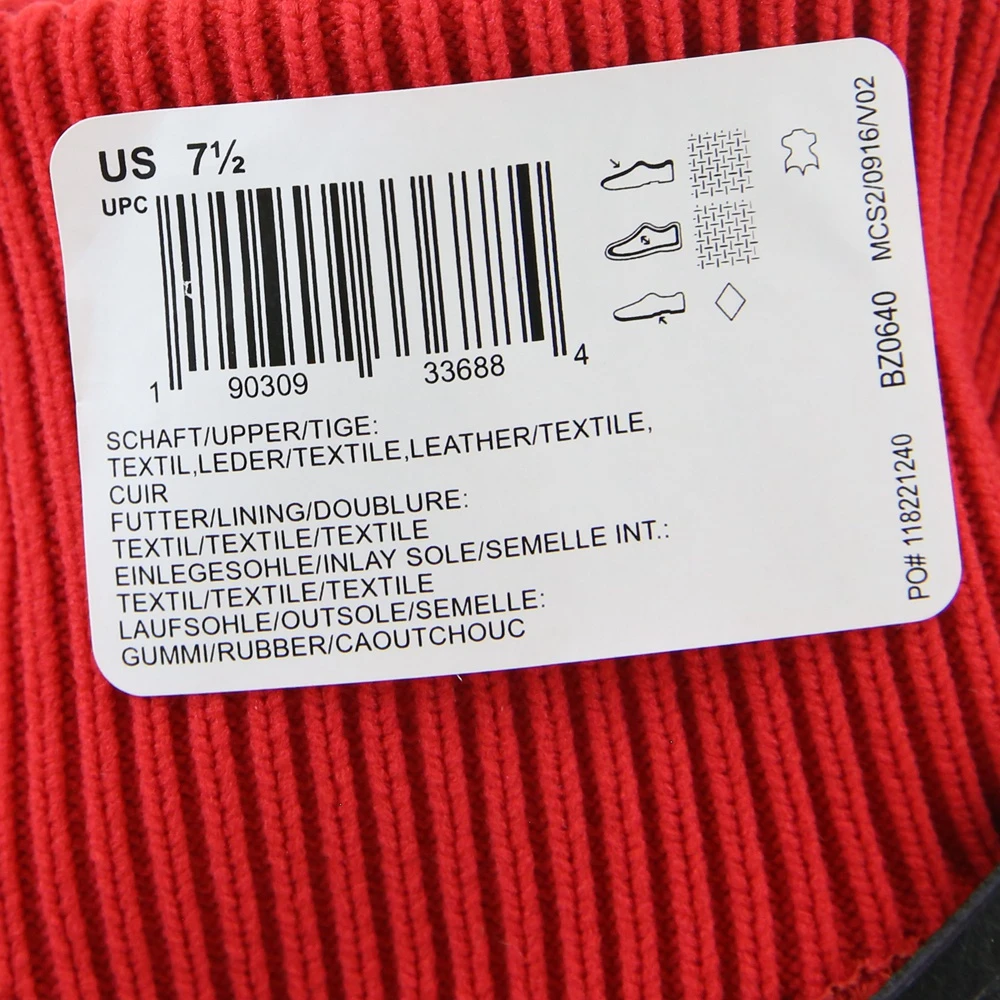 US 7½
UPC
1 90309 33688 4
SCHAFT/UPPER/TIGE:
TEXTIL,LEDER/TEXTILE,LEATHER/TEXTILE,
CUIR
FUTTER/LINING/DOUBLURE:
TEXTIL/TEXTILE/TEXTILE
EINLEGESOHLE/INLAY SOLE/SEMELLE INT.:
TEXTIL/TEXTILE/TEXTILE
LAUFSOHLE/OUTSOLE/SEMELLE:
GUMMI/RUBBER/CAOUTCHOUC
PO# 118221240 BZ0640 MCS2/0916/V02